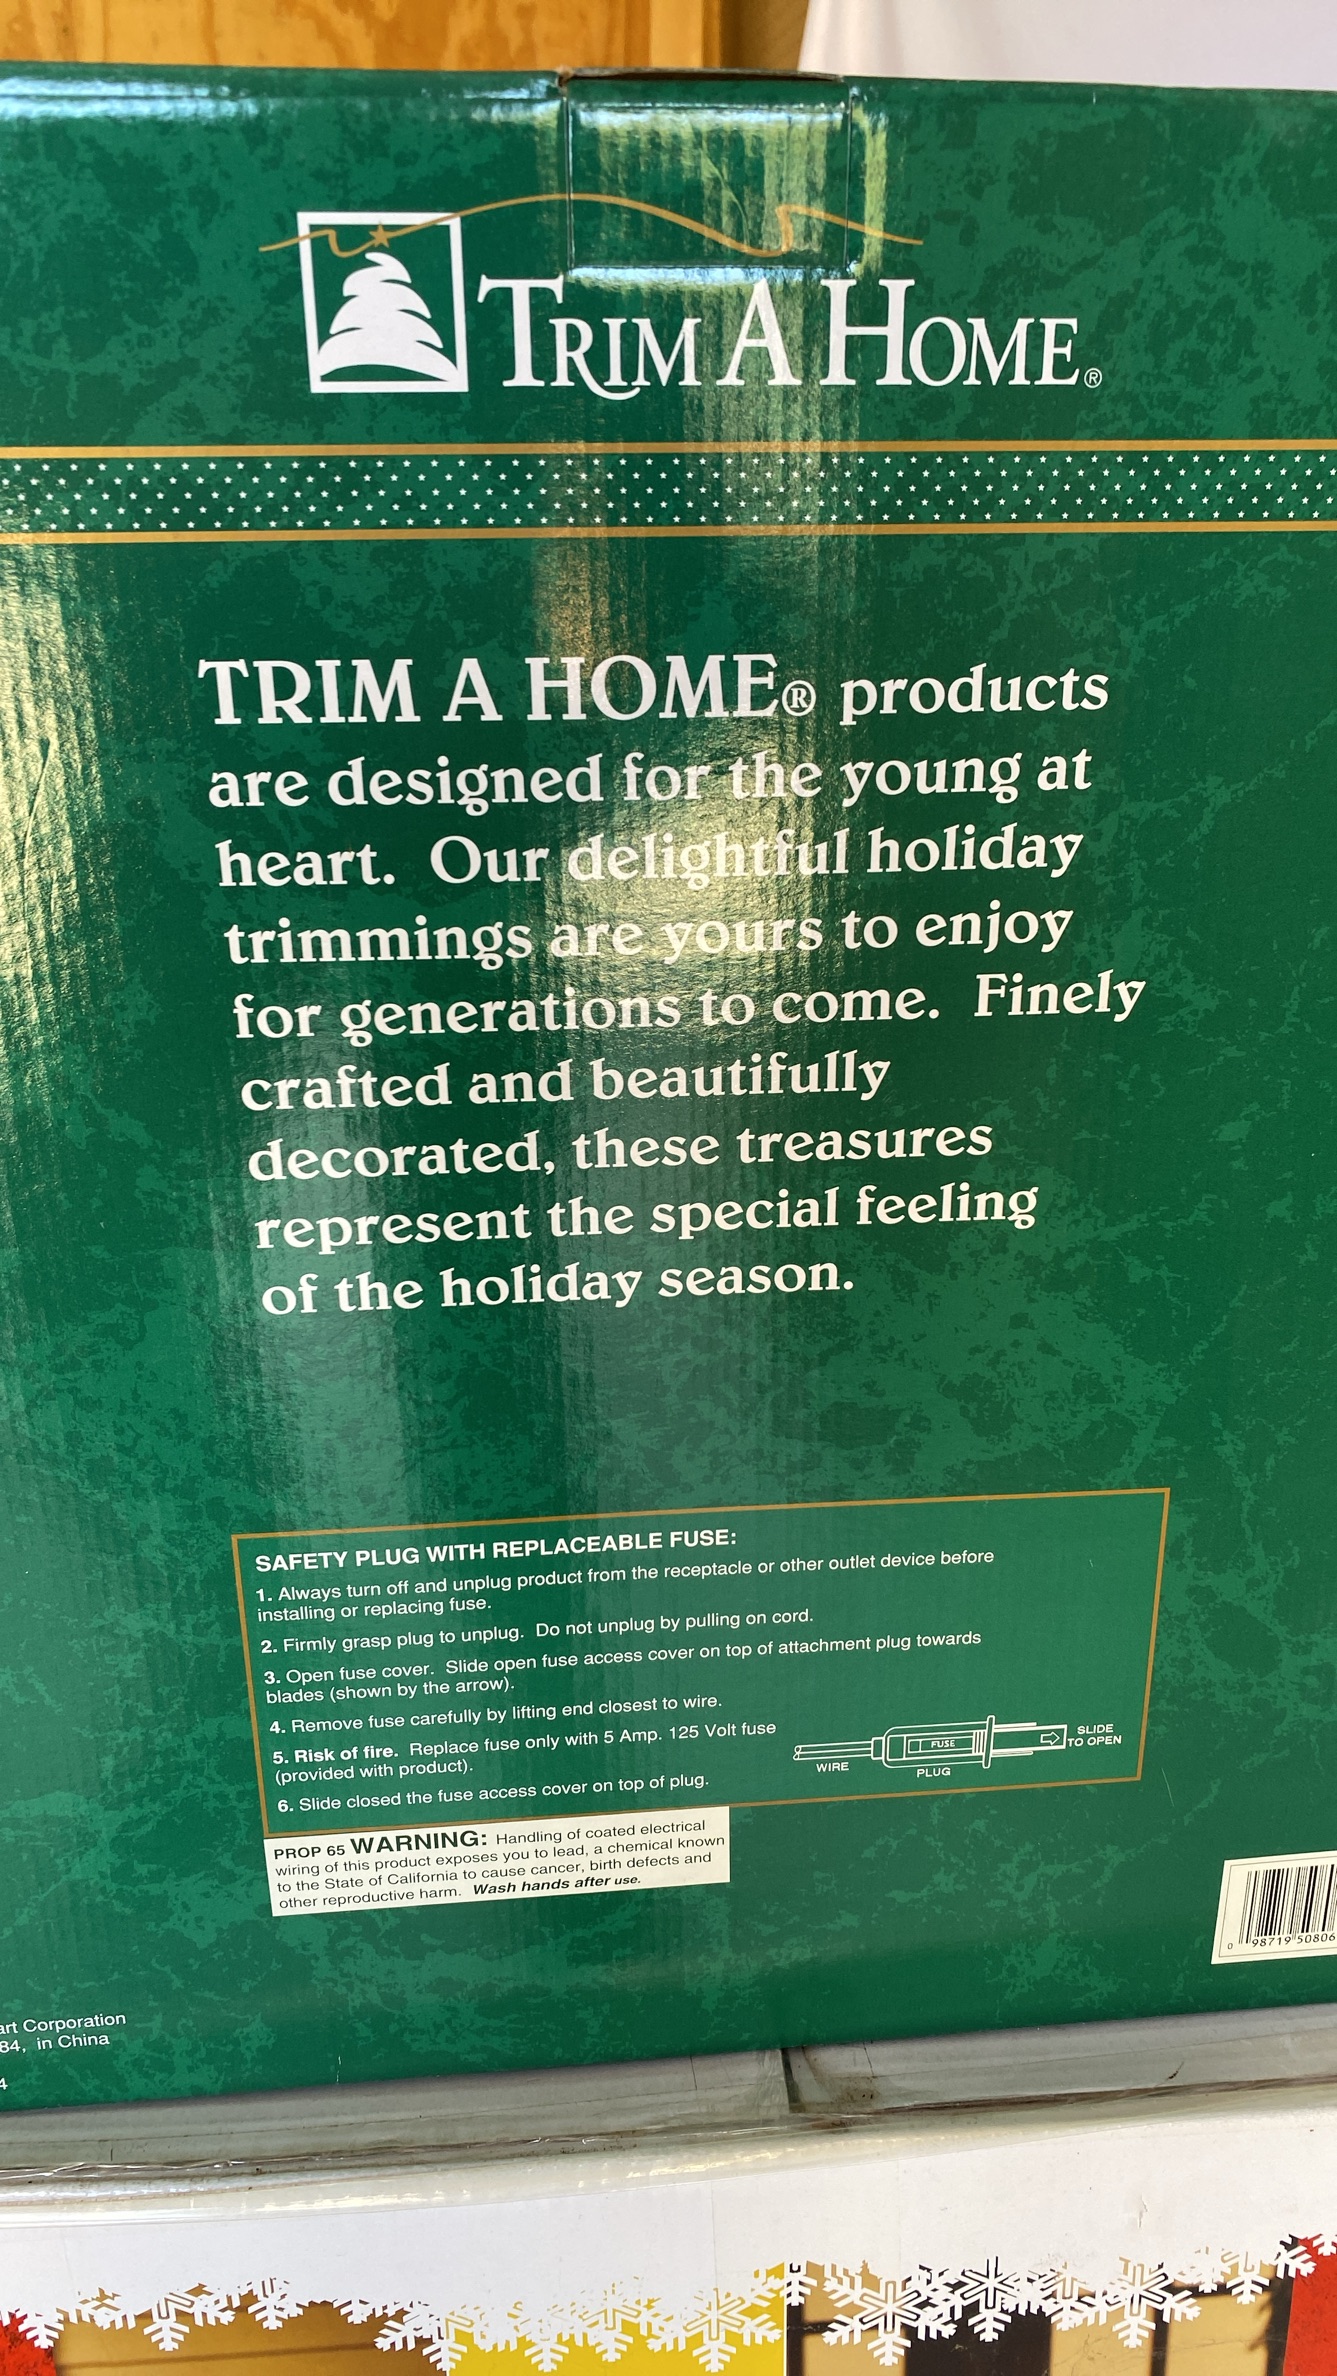 TRIM A HOME®
TRIM A HOME® products
are designed for the young at
heart. Our delightful holiday
trimmings are yours to enjoy
for generations to come. Finely
crafted and beautifully
decorated, these treasures
represent the special feeling
of the holiday season.
SAFETY PLUG WITH REPLACEABLE FUSE:
1. Always turn off and unplug product from the receptacle or other outlet device before
installing or replacing fuse.
2. Firmly grasp plug to unplug. Do not unplug by pulling on cord.
3. Open fuse cover. Slide open fuse access cover on top of attachment plug towards
blades (shown by the arrow).
4. Remove fuse carefully by lifting end closest to wire.
5. Risk of fire. Replace fuse only with 5 Amp. 125 Volt fuse
(provided with product).
6. Slide closed the fuse access cover on top of plug.
WIRE
FUSE
PLUG
SLIDE
TO OPEN
PROP 65 WARNING: Handling of coated electrical
wiring of this product exposes you to lead, a chemical known
to the State of California to cause cancer, birth defects and
other reproductive harm. Wash hands after use.
0 98719 50806
art Corporation
84, in China
4